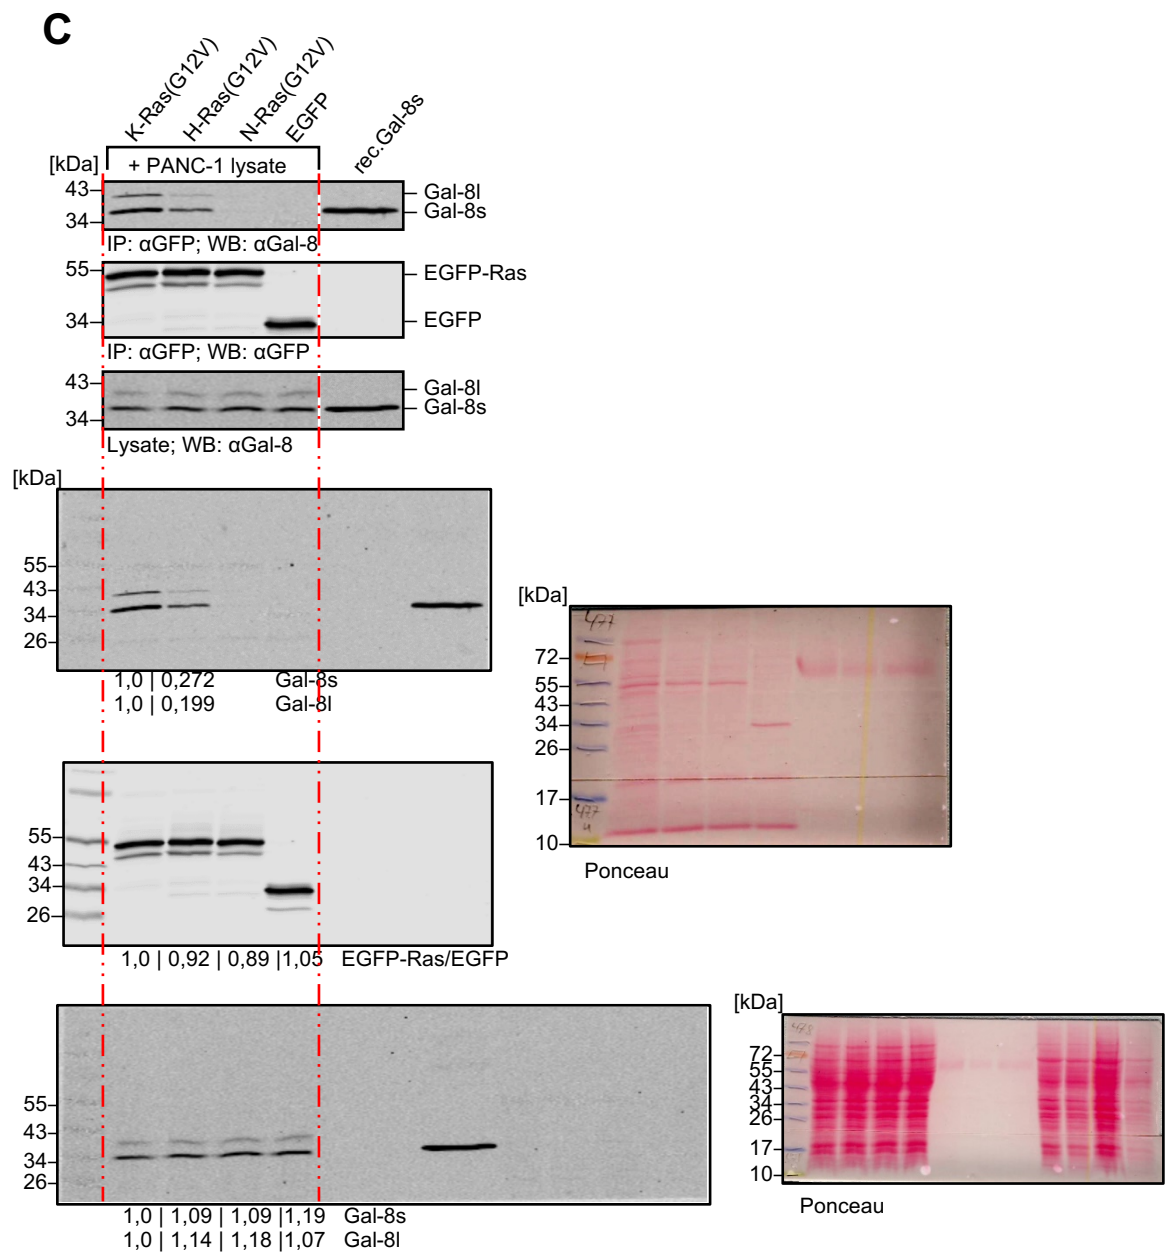 C
K-Ras(G12V)
H-Ras(G12V)
N-Ras(G12V)
EGFP
rec.Gal-8s
[kDa]
+ PANC-1 lysate
43
34
Gal-8l
Gal-8s
IP: αGFP; WB: αGal-8
55
34
EGFP-Ras
EGFP
IP: αGFP; WB: αGFP
43
34
Gal-8l
Gal-8s
Lysate; WB: αGal-8
[kDa]
55
43
34
26
1,0 | 0,272 Gal-8s
1,0 | 0,199 Gal-8l
[kDa]
477
72
55
43
34
26
17
10
477
Ponceau
55
43
34
26
1,0 | 0,92 | 0,89 |1,05 EGFP-Ras/EGFP
55
43
34
26
1,0 | 1,09 | 1,09 |1,19 Gal-8s
1,0 | 1,14 | 1,18 |1,07 Gal-8l
[kDa]
72
55
43
34
26
17
10
Ponceau